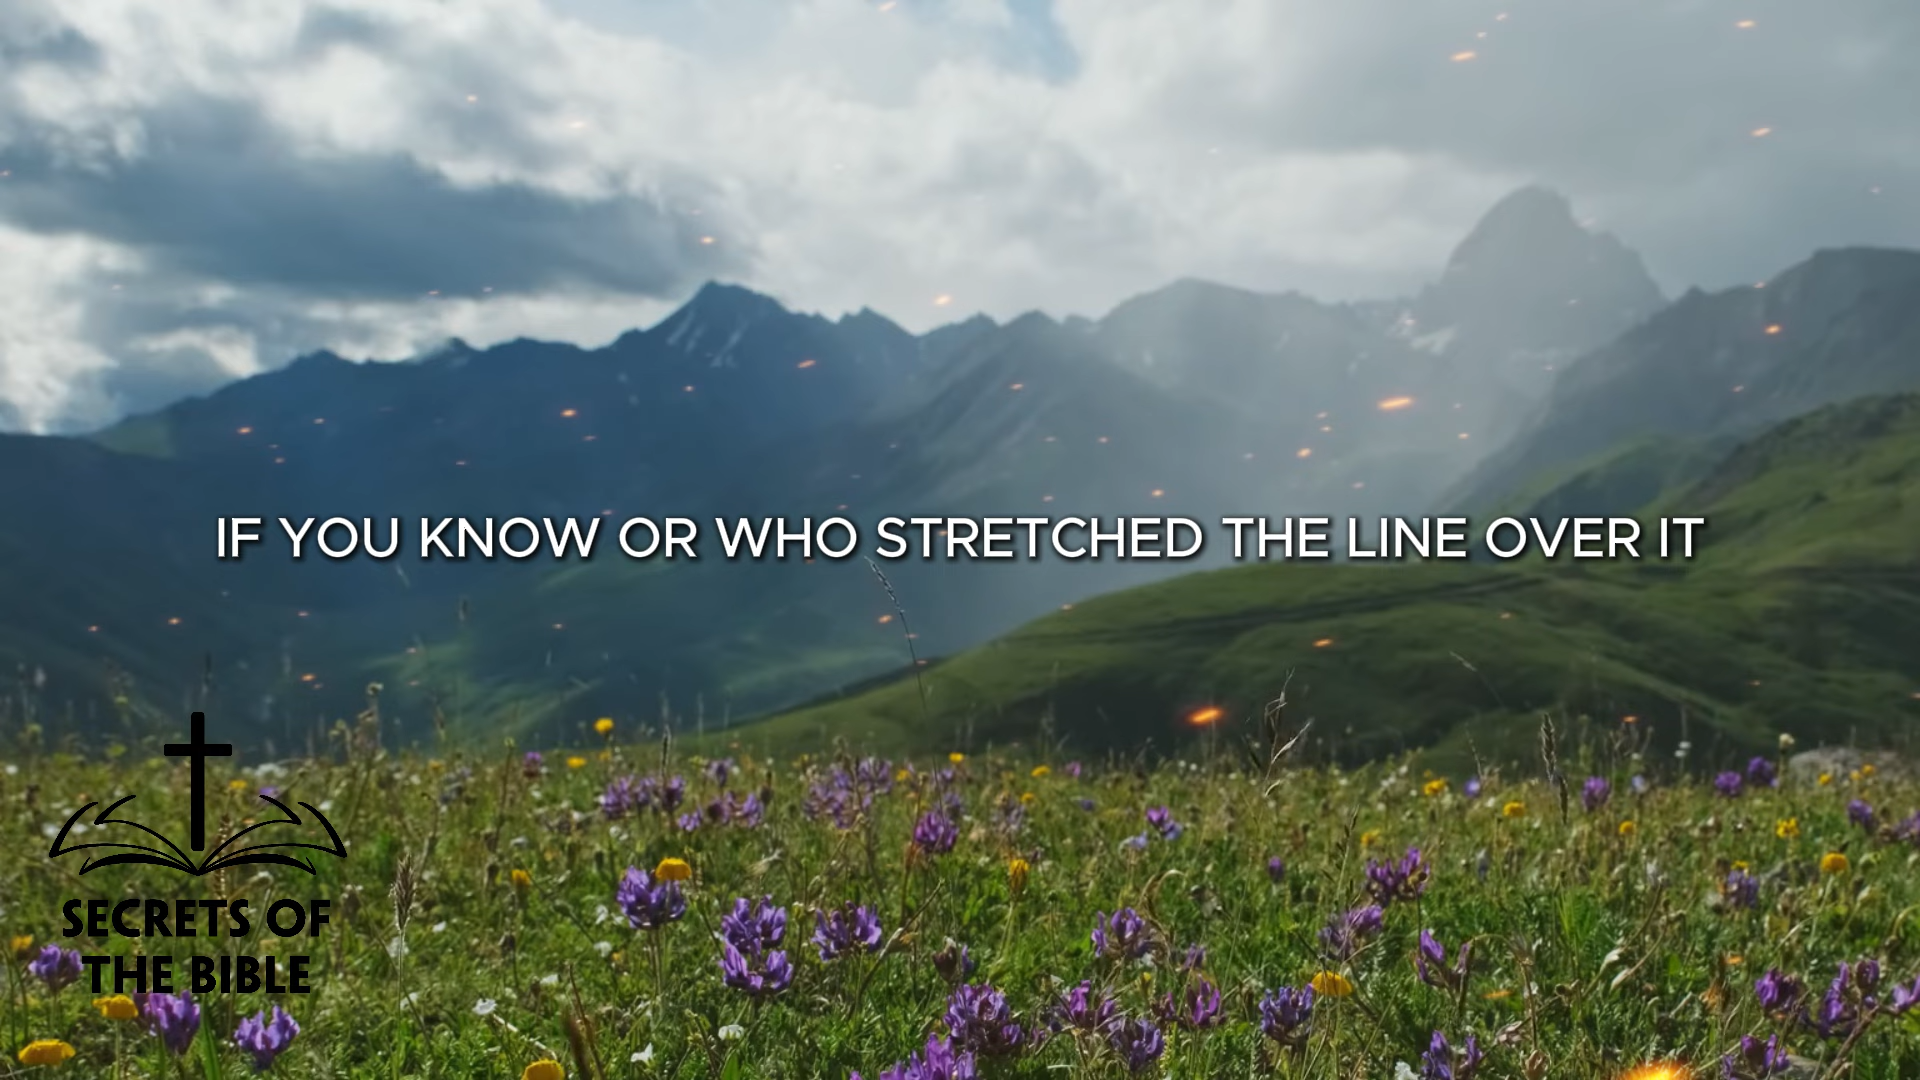 IF YOU KNOW OR WHO STRETCHED THE LINE OVER IT
SECRETS OF
THE BIBLE